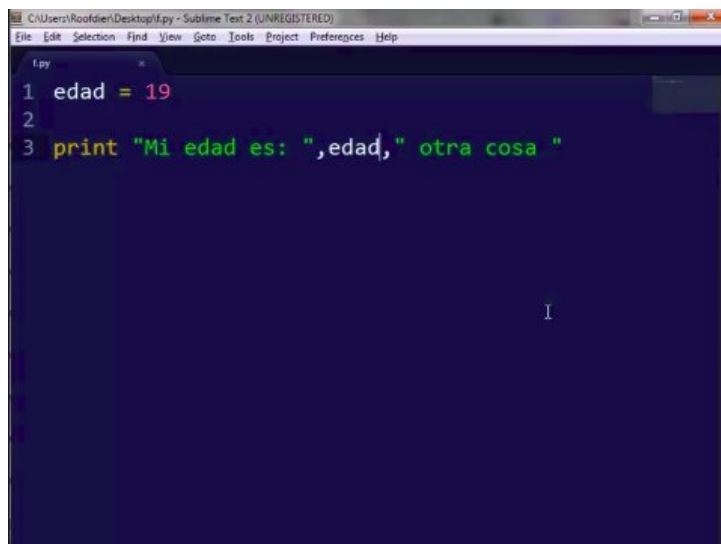 C:\Users\Roofdier\Desktop\f.py - Sublime Text 2 (UNREGISTERED)
File Edit Selection Find View Goto Tools Project Preferences Help
f.py
1 edad = 19
2
3 print "Mi edad es: ",edad," otra cosa "